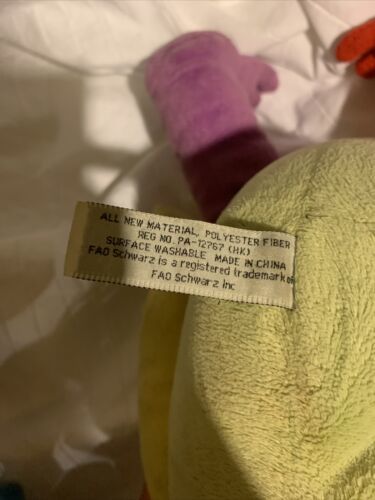 ALL NEW MATERIAL, POLYESTER FIBER
REG NO. PA-12767 (HK)
SURFACE WASHABLE MADE IN CHINA
FAO Schwarz is a registered trademark of
FAO Schwarz Inc